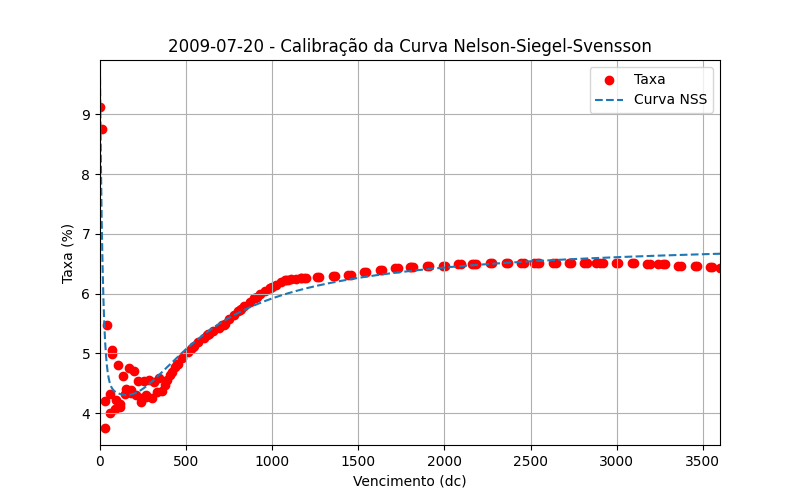 2009-07-20 - Calibração da Curva Nelson-Siegel-Svensson
Taxa
Curva NSS
Taxa (%)
9
8
7
6
5
4
0 500 1000 1500 2000 2500 3000 3500
Vencimento (dc)